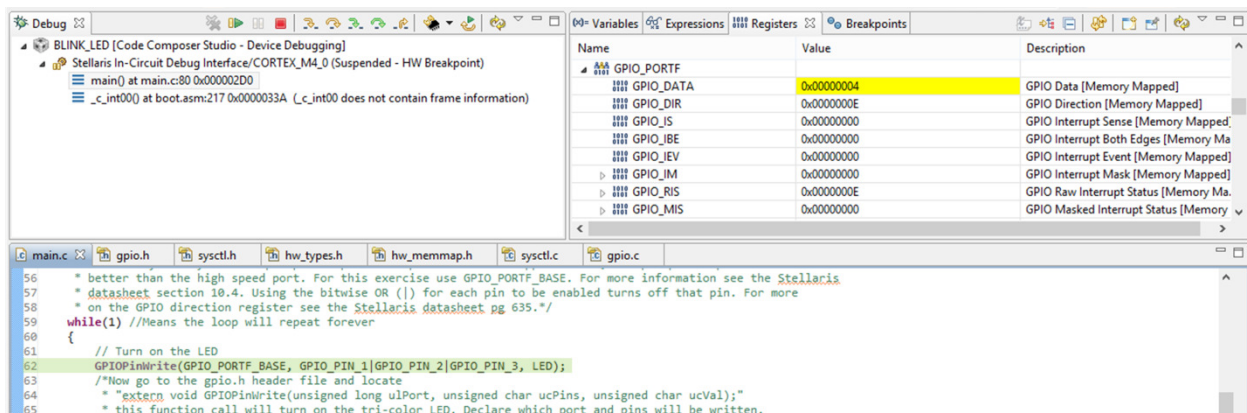 Debug
BLINK_LED [Code Composer Studio - Device Debugging]
Stellaris In-Circuit Debug Interface/CORTEX_M4_0 (Suspended - HW Breakpoint)
main() at main.c:80 0x000002D0
_c_int00() at boot.asm:217 0x0000033A (_c_int00 does not contain frame information)
(x)= Variables Expressions Registers Breakpoints
Name Value Description
GPIO_PORTF
GPIO_DATA 0x00000004 GPIO Data [Memory Mapped]
GPIO_DIR 0x0000000E GPIO Direction [Memory Mapped]
GPIO_IS 0x00000000 GPIO Interrupt Sense [Memory Mapped]
GPIO_IBE 0x00000000 GPIO Interrupt Both Edges [Memory Ma
GPIO_IEV 0x00000000 GPIO Interrupt Event [Memory Mapped]
GPIO_IM 0x00000000 GPIO Interrupt Mask [Memory Mapped]
GPIO_RIS 0x0000000E GPIO Raw Interrupt Status [Memory Ma.
GPIO_MIS 0x00000000 GPIO Masked Interrupt Status [Memory
main.c gpio.h sysctl.h hw_types.h hw_memmap.h sysctl.c gpio.c
56 * better than the high speed port. For this exercise use GPIO_PORTF_BASE. For more information see the Stellaris
57 * datasheet section 10.4. Using the bitwise OR (|) for each pin to be enabled turns off that pin. For more
58 * on the GPIO direction register see the Stellaris datasheet pg 635.*/
59 while(1) //Means the loop will repeat forever
60 {
61 // Turn on the LED
62 GPIOPinWrite(GPIO_PORTF_BASE, GPIO_PIN_1|GPIO_PIN_2|GPIO_PIN_3, LED);
63 /*Now go to the gpio.h header file and locate
64 * "extern void GPIOPinWrite(unsigned long ulPort, unsigned char ucPins, unsigned char ucVal);"
65 * this function call will turn on the tri-color LED. Declare which port and pins will be written.